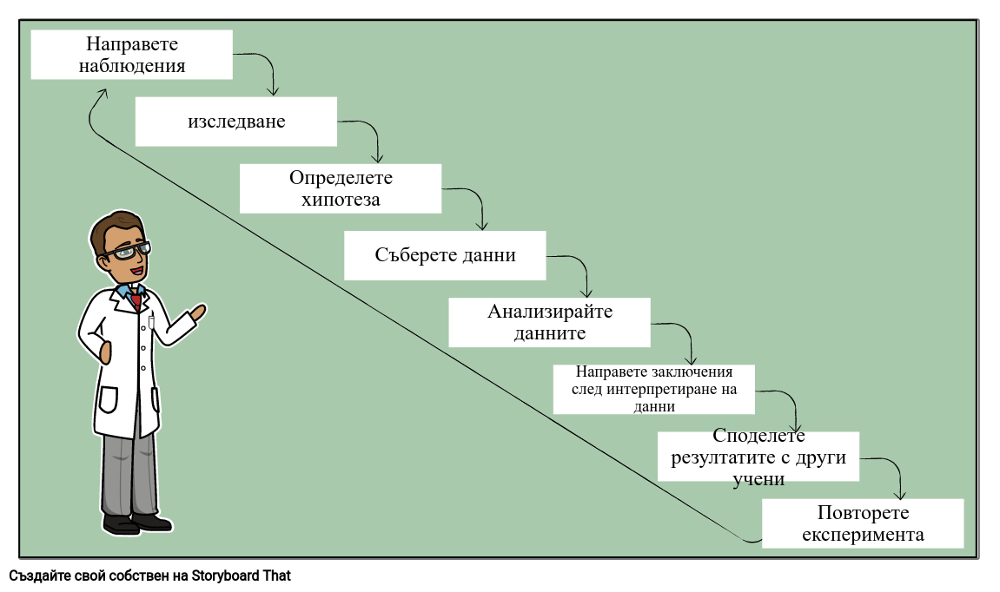 Направете
наблюдения
изследване
Определете
хипотеза
Съберете данни
Анализирайте
данните
Направете заключения
след интерпретиране на
данни
Споделете
резултатите с други
учени
Повторете
експеримента
Създайте свой собствен на Storyboard That